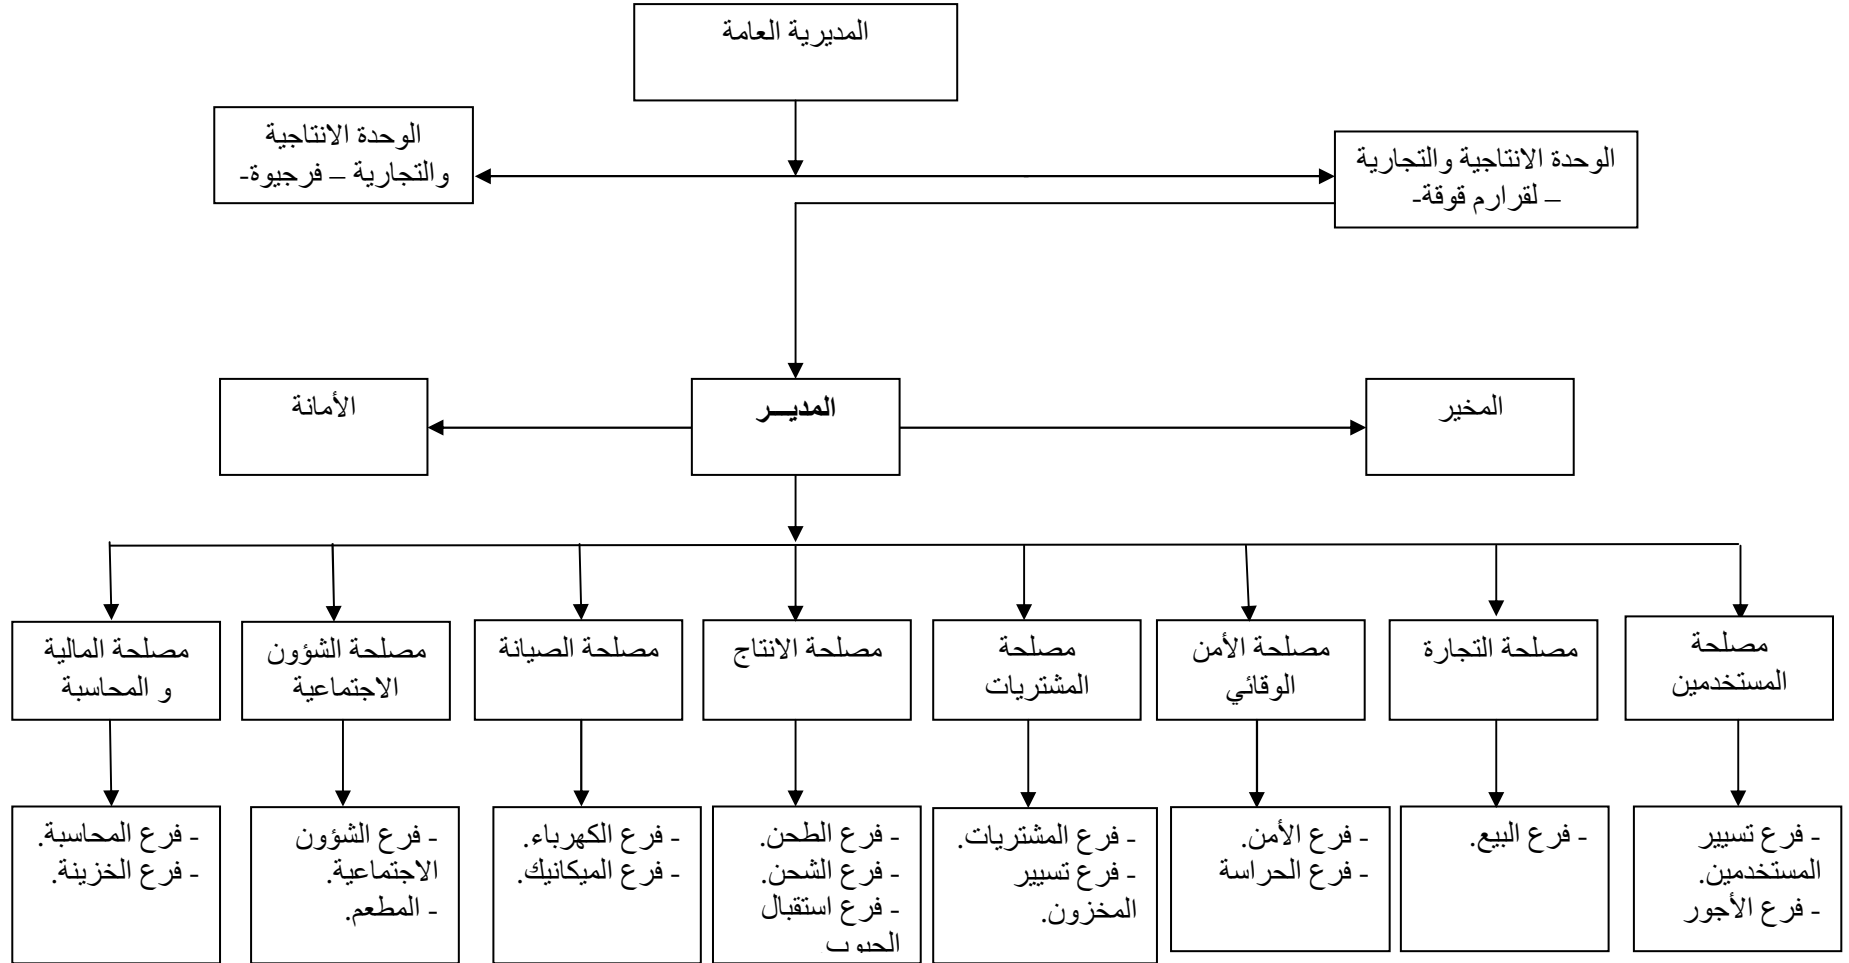 المديرية العامة
الوحدة الانتاجية والتجارية
– لقرارم قوقة-
الوحدة الانتاجية
والتجارية – فرجيوة-
المخير
المديــر
الأمانة
مصلحة
المستخدمين
مصلحة التجارة
مصلحة الأمن
الوقائي
مصلحة
المشتريات
مصلحة الانتاج
مصلحة الصيانة
مصلحة الشؤون
الاجتماعية
مصلحة المالية
و المحاسبة
- فرع تسيير
المستخدمين.
- فرع الأجور
- فرع البيع.
- فرع الأمن.
- فرع الحراسة
- فرع المشتريات.
- فرع تسيير
المخزون.
- فرع الطحن.
- فرع الشحن.
- فرع استقبال
الحبوب
- فرع الكهرباء.
- فرع الميكانيك.
- فرع الشؤون
الاجتماعية.
- المطعم.
- فرع المحاسبة.
- فرع الخزينة.